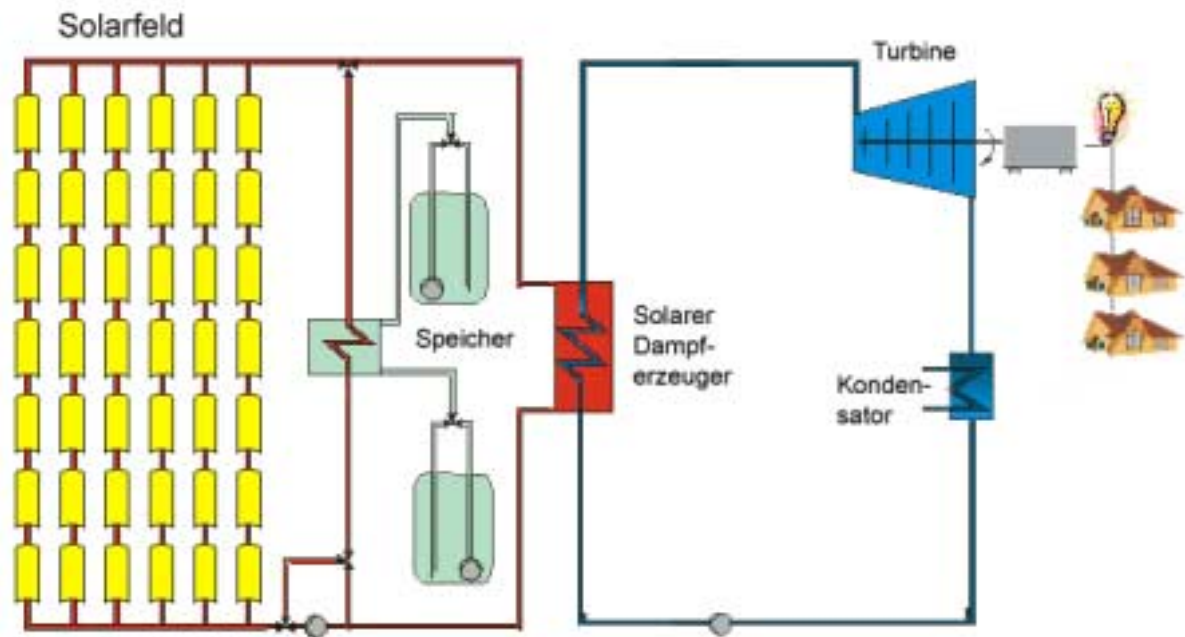 Solarfeld
Turbine
Speicher
Solarer
Dampf-
erzeuger
Konden-
sator